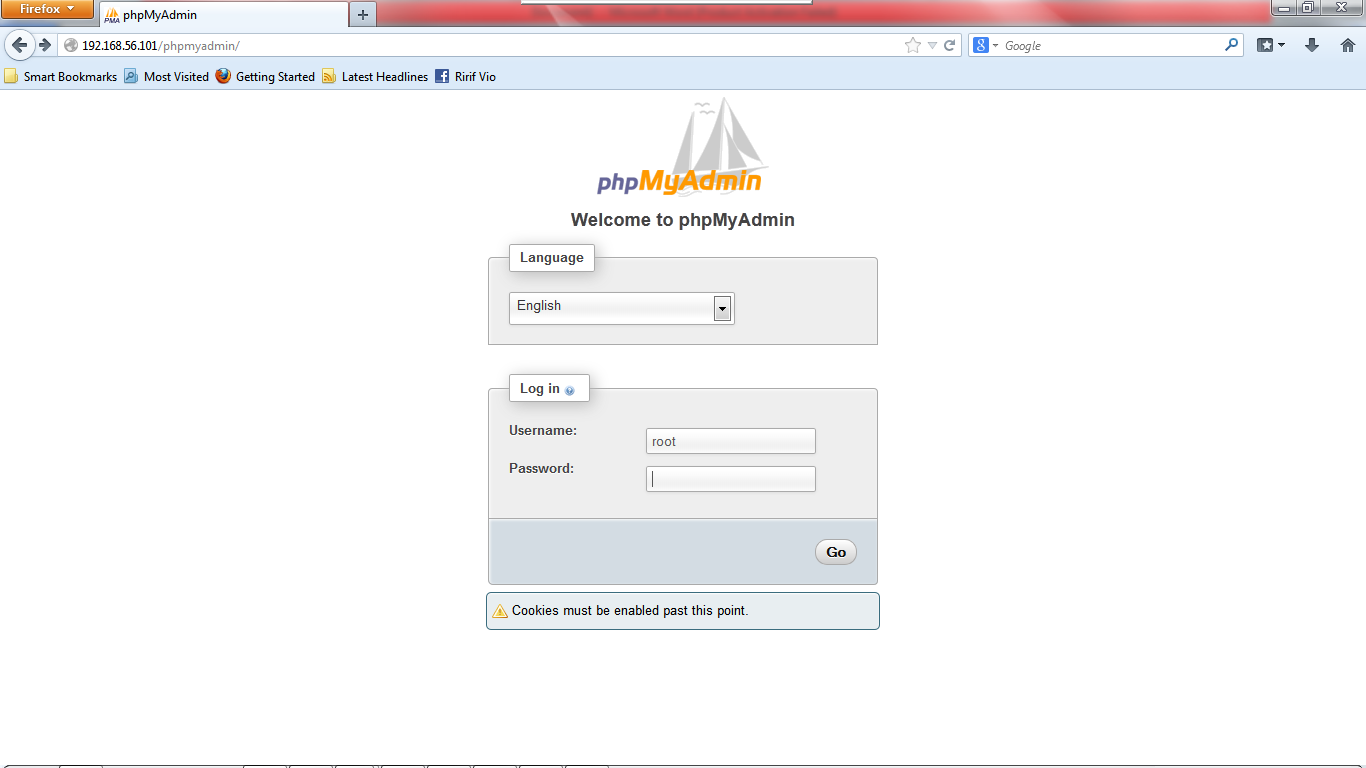 Firefox
phpMyAdmin
192.168.56.101/phpmyadmin/
Google
Smart Bookmarks Most Visited Getting Started Latest Headlines Ririf Vio
phpMyAdmin
Welcome to phpMyAdmin
Language
English
Log in
Username:
root
Password:
Go
Cookies must be enabled past this point.